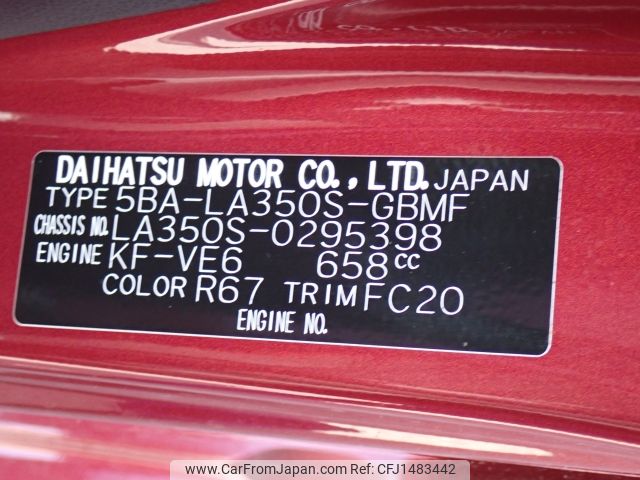 DAIHATSU MOTOR CO., LTD. JAPAN
TYPE 5BA-LA350S-GBMF
CHASSIS NO. LA350S-0295398
ENGINE KF-VE6 658cc
COLOR R67 TRIM FC20
ENGINE NO.
www.CarFromJapan.com - CFJ1483442